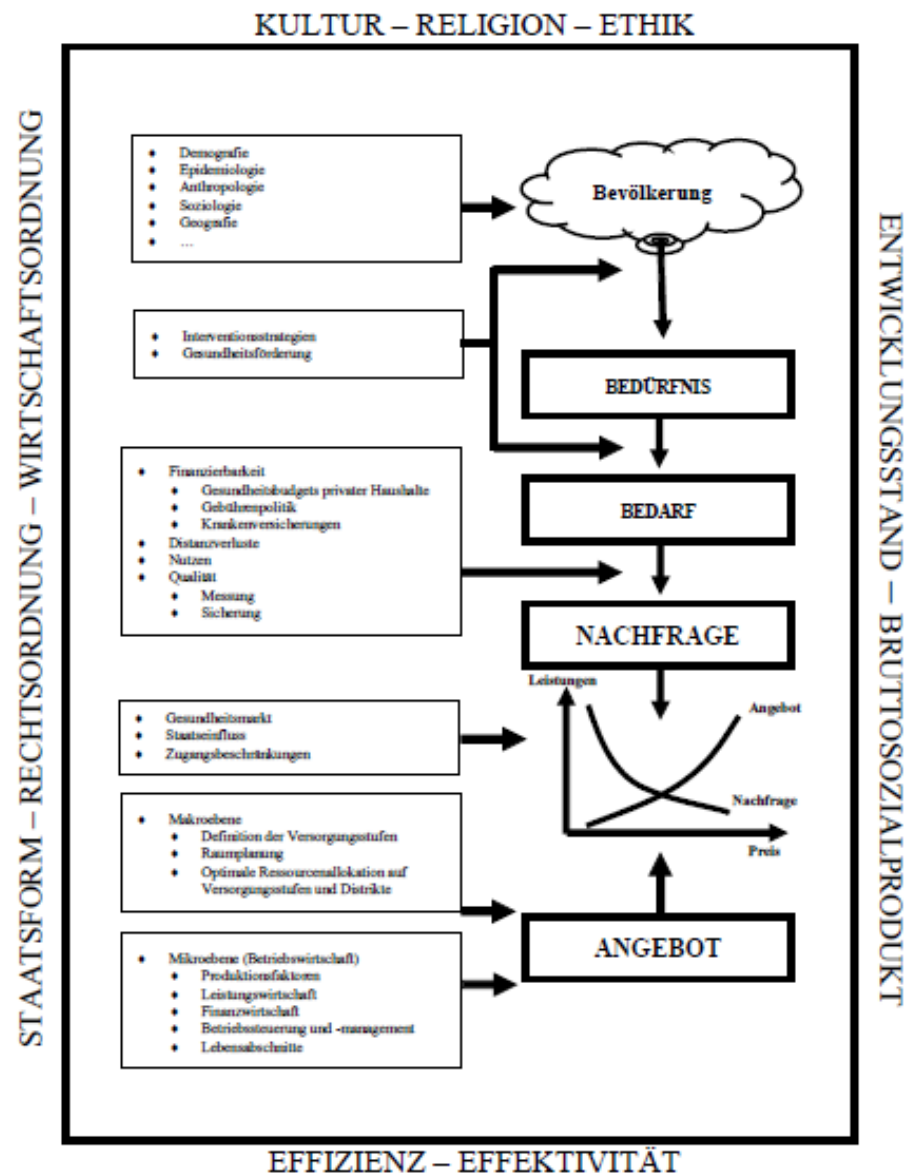 KULTUR – RELIGION – ETHIK
STAATSFORM – RECHTSORDNUNG – WIRTSCHAFTSORDNUNG
ENTWICKLUNGSSTAND – BRUTTOSOZIALPRODUKT
♦ Demografie
♦ Epidemiologie
♦ Anthropologie
♦ Soziologie
♦ Geografie
♦ …
Bevölkerung
♦ Interventionsstrategien
♦ Gesundheitsförderung
BEDÜRFNIS
♦ Finanzierbarkeit
♦ Gesundheitsbudgets privater Haushalte
♦ Gebührenpolitik
♦ Krankenversicherungen
♦ Distanzverluste
♦ Nutzen
♦ Qualität
♦ Messung
♦ Sicherung
BEDARF
NACHFRAGE
Leistungen
Angebot
Nachfrage
Preis
♦ Gesundheitsmarkt
♦ Staatseinfluss
♦ Zugangsbeschränkungen
♦ Makroebene
♦ Definition der Versorgungsstufen
♦ Raumplanung
♦ Optimale Ressourcenallokation auf
Versorgungsstufen und Distrikte
ANGEBOT
♦ Mikroebene (Betriebswirtschaft)
♦ Produktionsfaktoren
♦ Leistungswirtschaft
♦ Finanzwirtschaft
♦ Betriebssteuerung und -management
♦ Lebensabschnitte
EFFIZIENZ – EFFEKTIVITÄT